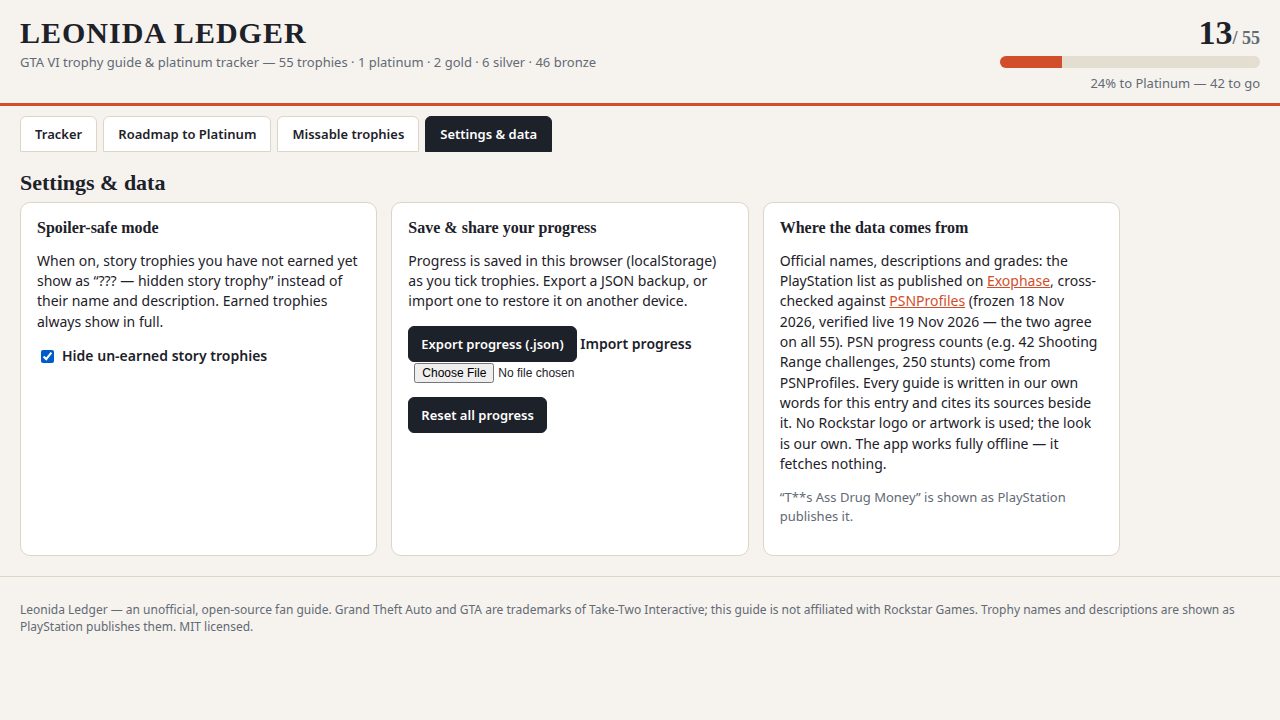 LEONIDA LEDGER
GTA VI trophy guide & platinum tracker — 55 trophies · 1 platinum · 2 gold · 6 silver · 46 bronze
13/ 55
24% to Platinum — 42 to go
Tracker
Roadmap to Platinum
Missable trophies
Settings & data
Settings & data
Spoiler-safe mode
When on, story trophies you have not earned yet
show as “??? — hidden story trophy” instead of
their name and description. Earned trophies
always show in full.
Hide un-earned story trophies
Save & share your progress
Progress is saved in this browser (localStorage)
as you tick trophies. Export a JSON backup, or
import one to restore it on another device.
Export progress (.json) Import progress
Choose File No file chosen
Reset all progress
Where the data comes from
Official names, descriptions and grades: the
PlayStation list as published on Exophase, cross-
checked against PSNProfiles (frozen 18 Nov
2026, verified live 19 Nov 2026 — the two agree
on all 55). PSN progress counts (e.g. 42 Shooting
Range challenges, 250 stunts) come from
PSNProfiles. Every guide is written in our own
words for this entry and cites its sources beside
it. No Rockstar logo or artwork is used; the look
is our own. The app works fully offline — it
fetches nothing.
“T**s Ass Drug Money” is shown as PlayStation
publishes it.
Leonida Ledger — an unofficial, open-source fan guide. Grand Theft Auto and GTA are trademarks of Take-Two Interactive; this guide is not affiliated with Rockstar Games. Trophy names and descriptions are shown as
PlayStation publishes them. MIT licensed.